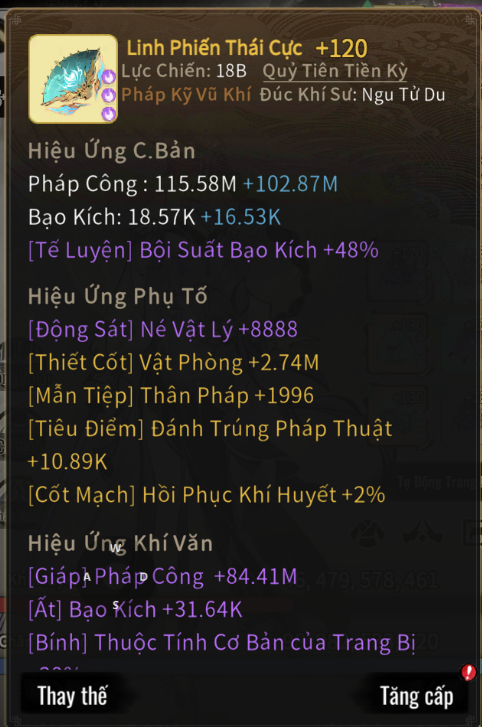 Linh Phiến Thái Cực +120
Lực Chiến: 18B Quỷ Tiên Tiền Kỳ
Pháp Kỹ Vũ Khí Đúc Khí Sư: Ngu Tử Du
Hiệu Ứng C.Bản
Pháp Công : 115.58M +102.87M
Bạo Kích: 18.57K +16.53K
[Tế Luyện] Bội Suất Bạo Kích +48%
Hiệu Ứng Phụ Tố
[Động Sát] Né Vật Lý +8888
[Thiết Cốt] Vật Phòng +2.74M
[Mẫn Tiệp] Thân Pháp +1996
[Tiêu Điểm] Đánh Trúng Pháp Thuật
+10.89K
[Cốt Mạch] Hồi Phục Khí Huyết +2%
Hiệu Ứng Khí Văn
W
[Giáp] Pháp Công +84.41M
A D
[Ất] Bạo Kích +31.64K
S
[Bính] Thuộc Tính Cơ Bản của Trang Bị
Thay thế Tăng cấp